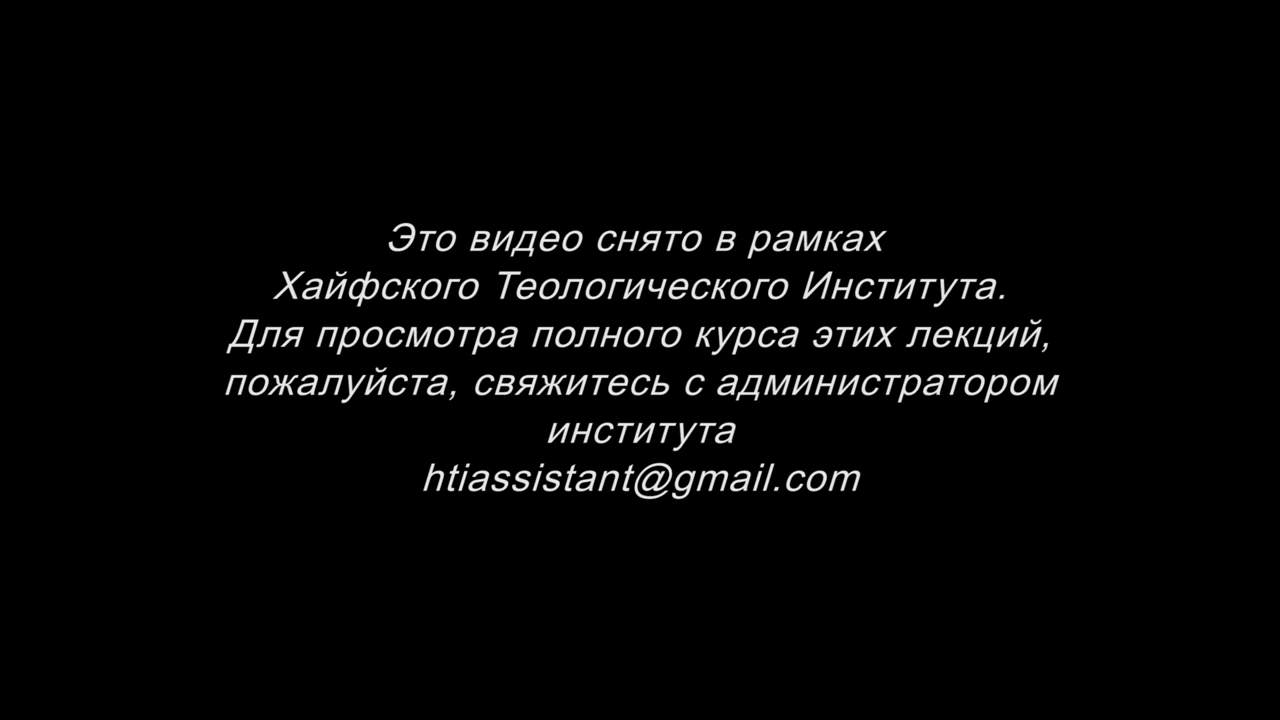 Это видео снято в рамках
Хайфского Теологического Института.
Для просмотра полного курса этих лекций,
пожалуйста, свяжитесь с администратором
института
htiassistant@gmail.com